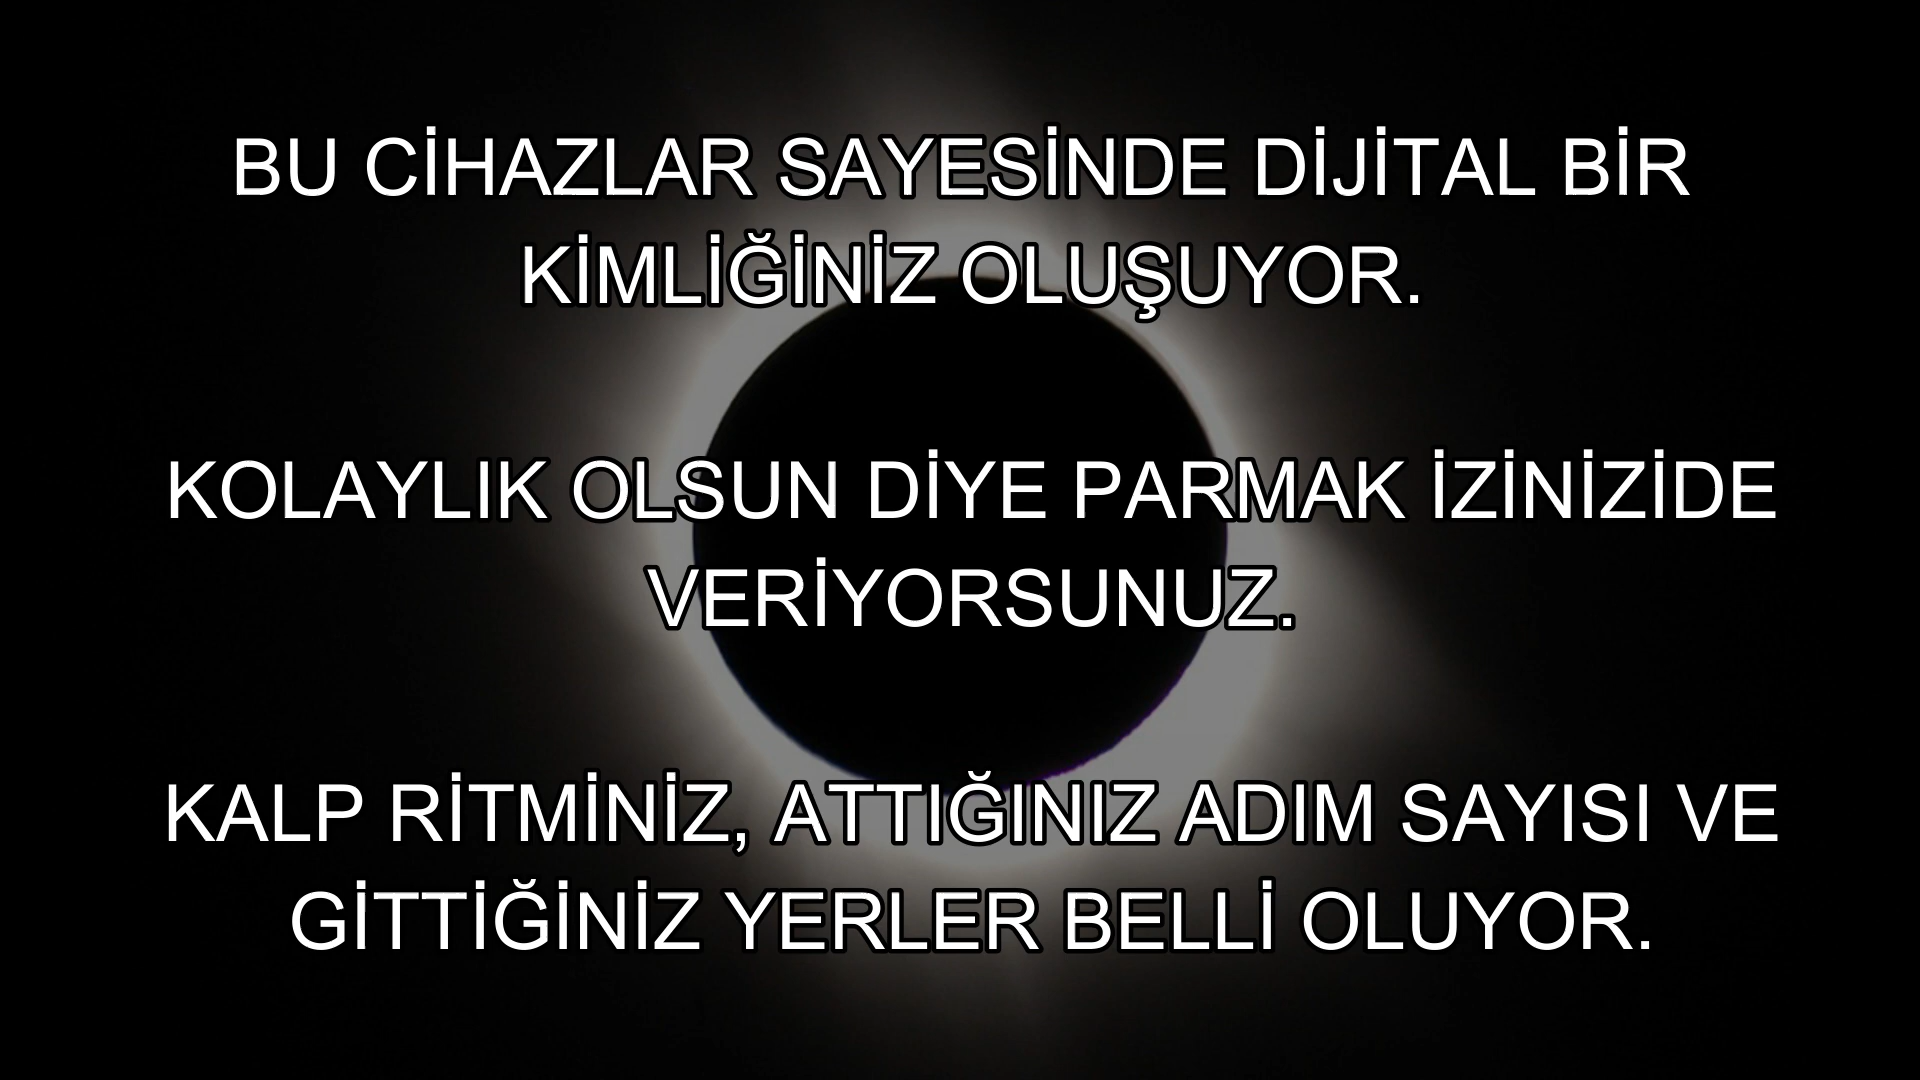 BU CİHAZLAR SAYESİNDE DİJİTAL BİR
KİMLİĞİNİZ OLUŞUYOR.
KOLAYLIK OLSUN DİYE PARMAK İZİNİZİDE
VERİYORSUNUZ.
KALP RİTMİNİZ, ATTIĞINIZ ADIM SAYISI VE
GİTTİĞİNİZ YERLER BELLİ OLUYOR.